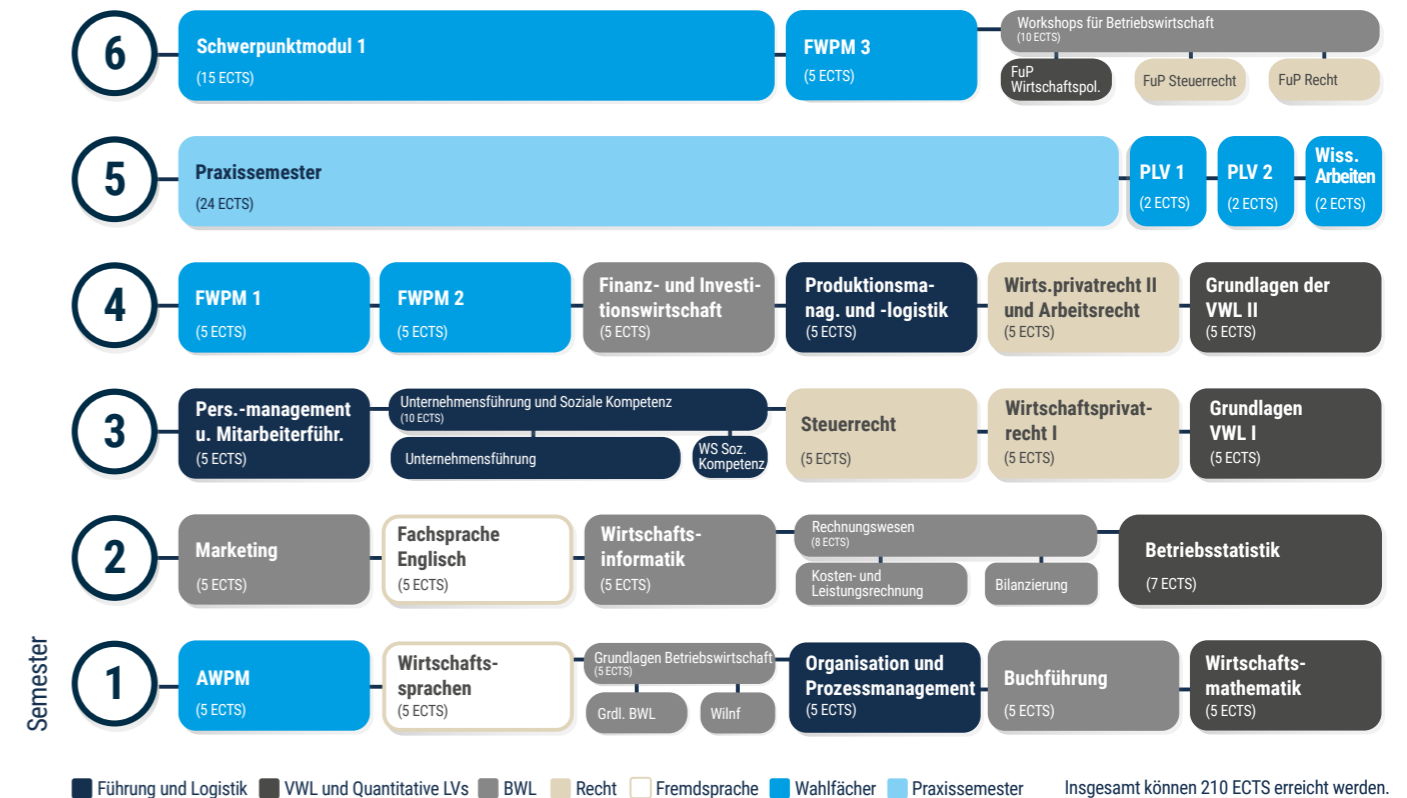 6
Schwerpunktmodul 1
(15 ECTS)
FWPM 3
(5 ECTS)
Workshops für Betriebswirtschaft
(10 ECTS)
FuP
Wirtschaftspol.
FuP Steuerrecht
FuP Recht
5
Praxissemester
(24 ECTS)
PLV 1
(2 ECTS)
PLV 2
(2 ECTS)
Wiss.
Arbeiten
(2 ECTS)
4
FWPM 1
(5 ECTS)
FWPM 2
(5 ECTS)
Finanz- und Investi-
tionswirtschaft
(5 ECTS)
Produktionsma-
nag. und -logistik
(5 ECTS)
Wirts.privatrecht II
und Arbeitsrecht
(5 ECTS)
Grundlagen der
VWL II
(5 ECTS)
3
Pers.-management
u. Mitarbeiterführ.
(5 ECTS)
Unternehmensführung und Soziale Kompetenz
(10 ECTS)
Unternehmensführung
WS Soz.
Kompetenz
Steuerrecht
(5 ECTS)
Wirtschaftsprivat-
recht I
(5 ECTS)
Grundlagen
VWL I
(5 ECTS)
2
Marketing
(5 ECTS)
Fachsprache
Englisch
(5 ECTS)
Wirtschafts-
informatik
(5 ECTS)
Rechnungswesen
(8 ECTS)
Kosten- und
Leistungsrechnung
Bilanzierung
Betriebsstatistik
(7 ECTS)
Semester
1
AWPM
(5 ECTS)
Wirtschafts-
sprachen
(5 ECTS)
Grundlagen Betriebswirtschaft
(5 ECTS)
Grdl. BWL
WiInf
Organisation und
Prozessmanagement
(5 ECTS)
Buchführung
(5 ECTS)
Wirtschafts-
mathematik
(5 ECTS)
Führung und Logistik
VWL und Quantitative LVs
BWL
Recht
Fremdsprache
Wahlfächer
Praxissemester
Insgesamt können 210 ECTS erreicht werden.